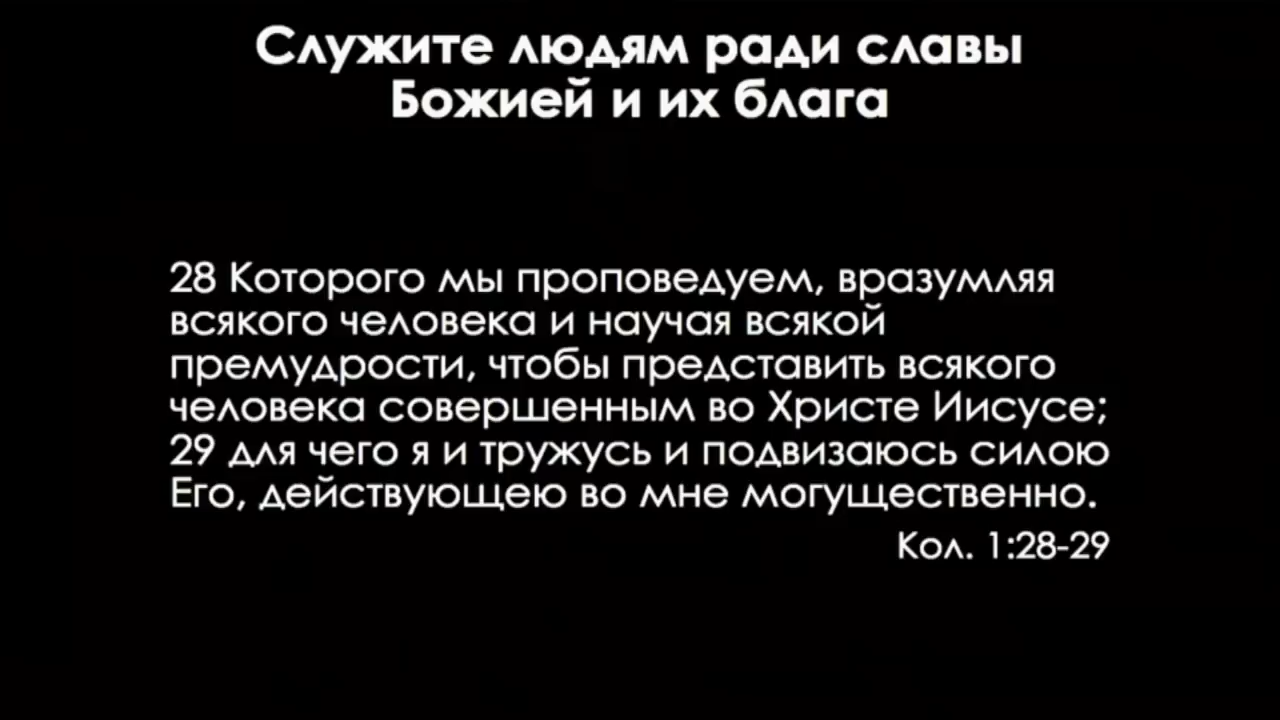 Служите людям ради славы
Божией и их блага
28 Которого мы проповедуем, вразумляя
всякого человека и научая всякой
премудрости, чтобы представить всякого
человека совершенным во Христе Иисусе;
29 для чего я и тружусь и подвизаюсь силою
Его, действующею во мне могущественно.
Кол. 1:28-29